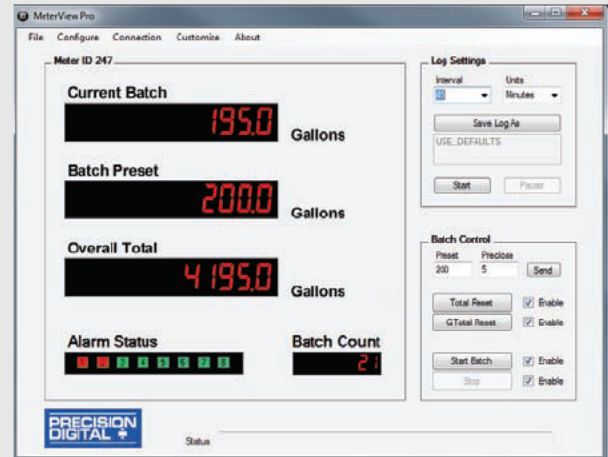 MeterView Pro
File Configure Connection Customize About
Meter ID 247
Current Batch
195.0
Gallons
Batch Preset
200.0
Gallons
Overall Total
4195.0
Gallons
Alarm Status
1 2 3 4 5 6 7 8
Batch Count
21
Log Settings
Interval Units
Minutes
Save Log As
USE_DEFAULTS
Start Pause
Batch Control
Preset Preclose
200 5 Send
Total Reset Enable
GTotal Reset Enable
Start Batch Enable
Stop Enable
PRECISION
DIGITAL
Status